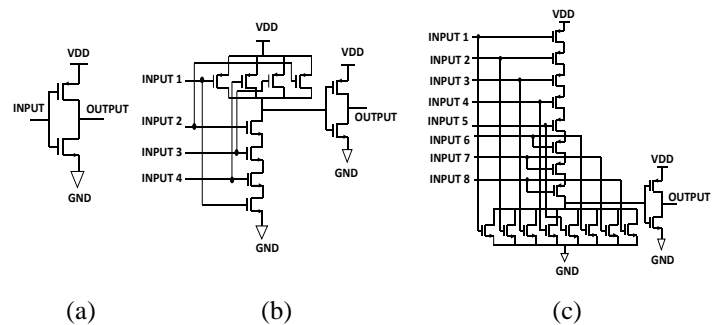 VDD
INPUT
OUTPUT
GND
(a)
VDD
INPUT 1
VDD
INPUT 2
OUTPUT
INPUT 3
INPUT 4
GND
GND
(b)
VDD
INPUT 1
INPUT 2
INPUT 3
INPUT 4
INPUT 5
INPUT 6
INPUT 7
INPUT 8
VDD
OUTPUT
GND
GND
(c)